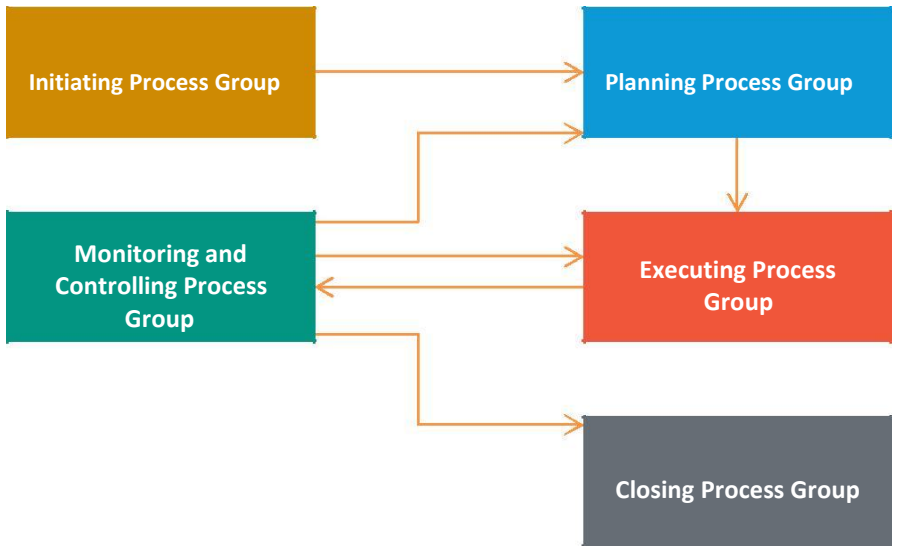 Initiating Process Group
Planning Process Group
Monitoring and
Controlling Process
Group
Executing Process
Group
Closing Process Group